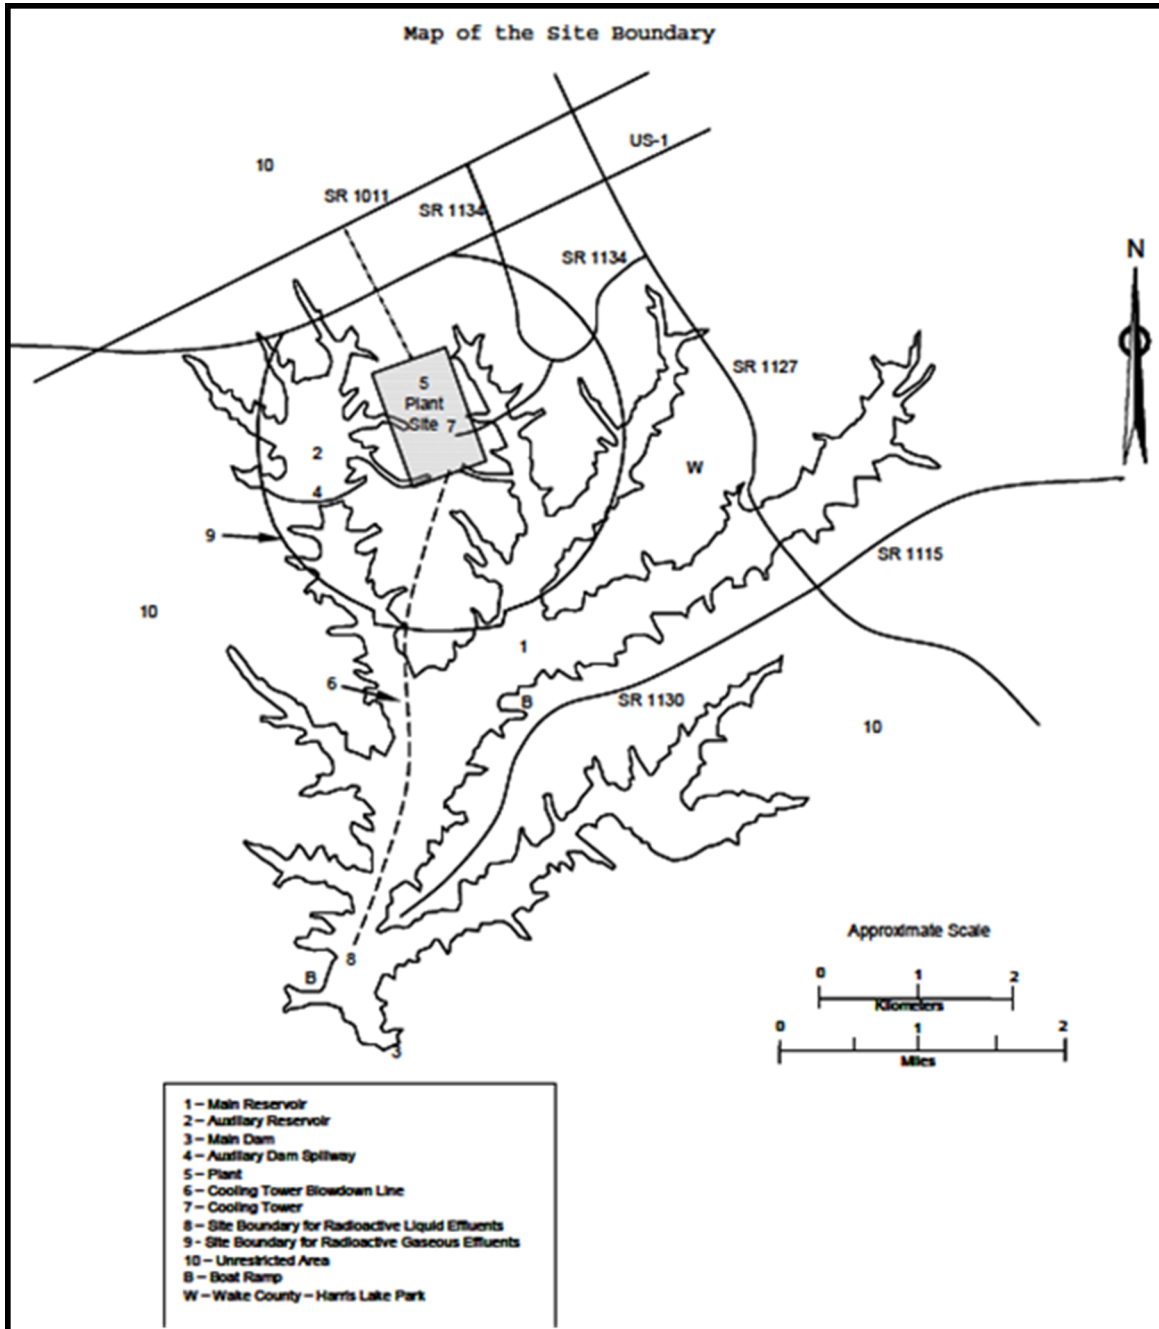 Map of the Site Boundary
US-1
10
SR 1011
SR 1134
N
SR 1134
SR 1127
5
Plant
Site 7
2
W
4
9
SR 1115
10
1
6
B
SR 1130
10
Approximate Scale
8
B
0 1 2
Kilometers
0 1 2
Miles
3
1 – Main Reservoir
2 – Auxiliary Reservoir
3 – Main Dam
4 – Auxiliary Dam Spillway
5 – Plant
6 – Cooling Tower Blowdown Line
7 – Cooling Tower
8 – Site Boundary for Radioactive Liquid Effluents
9 - Site Boundary for Radioactive Gaseous Effluents
10 – Unrestricted Area
B – Boat Ramp
W – Wake County – Harris Lake Park